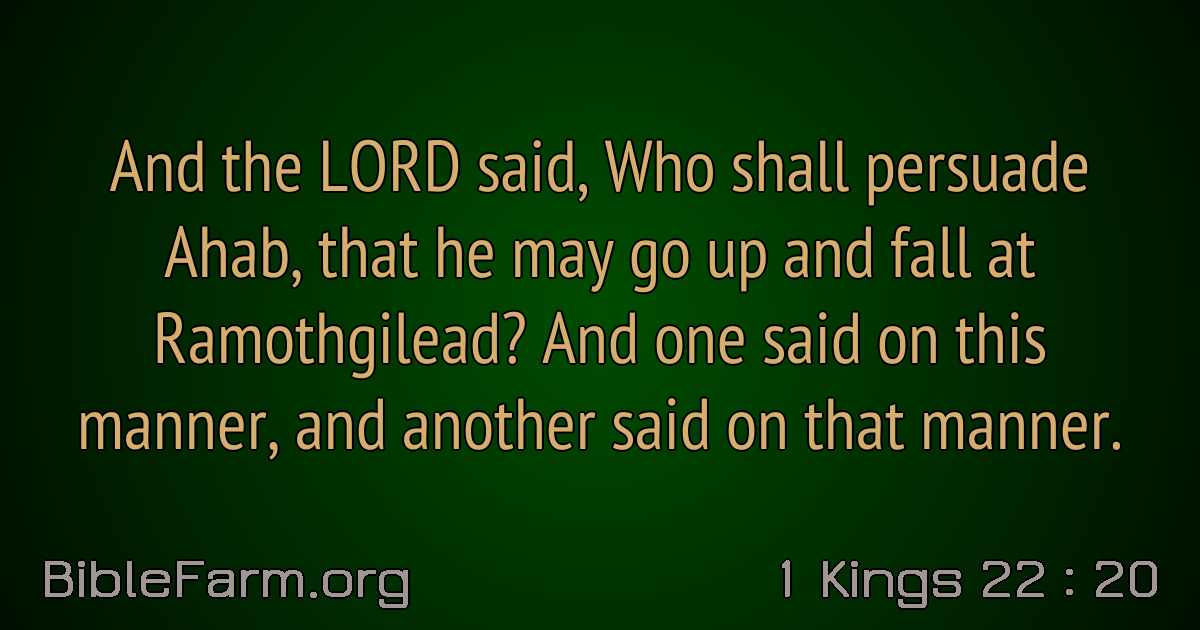 And the LORD said, Who shall persuade
Ahab, that he may go up and fall at
Ramothgilead? And one said on this
manner, and another said on that manner.
BibleFarm.org
1 Kings 22 : 20